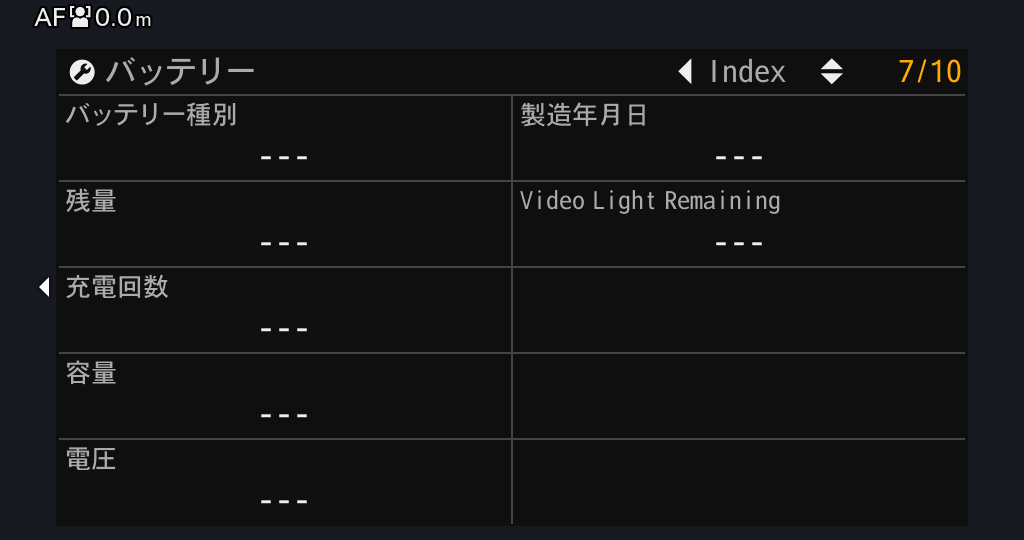 AF 0.0m
バッテリー
Index
7/10
バッテリー種別
---
製造年月日
---
残量
---
Video Light Remaining
---
充電回数
---
容量
---
電圧
---